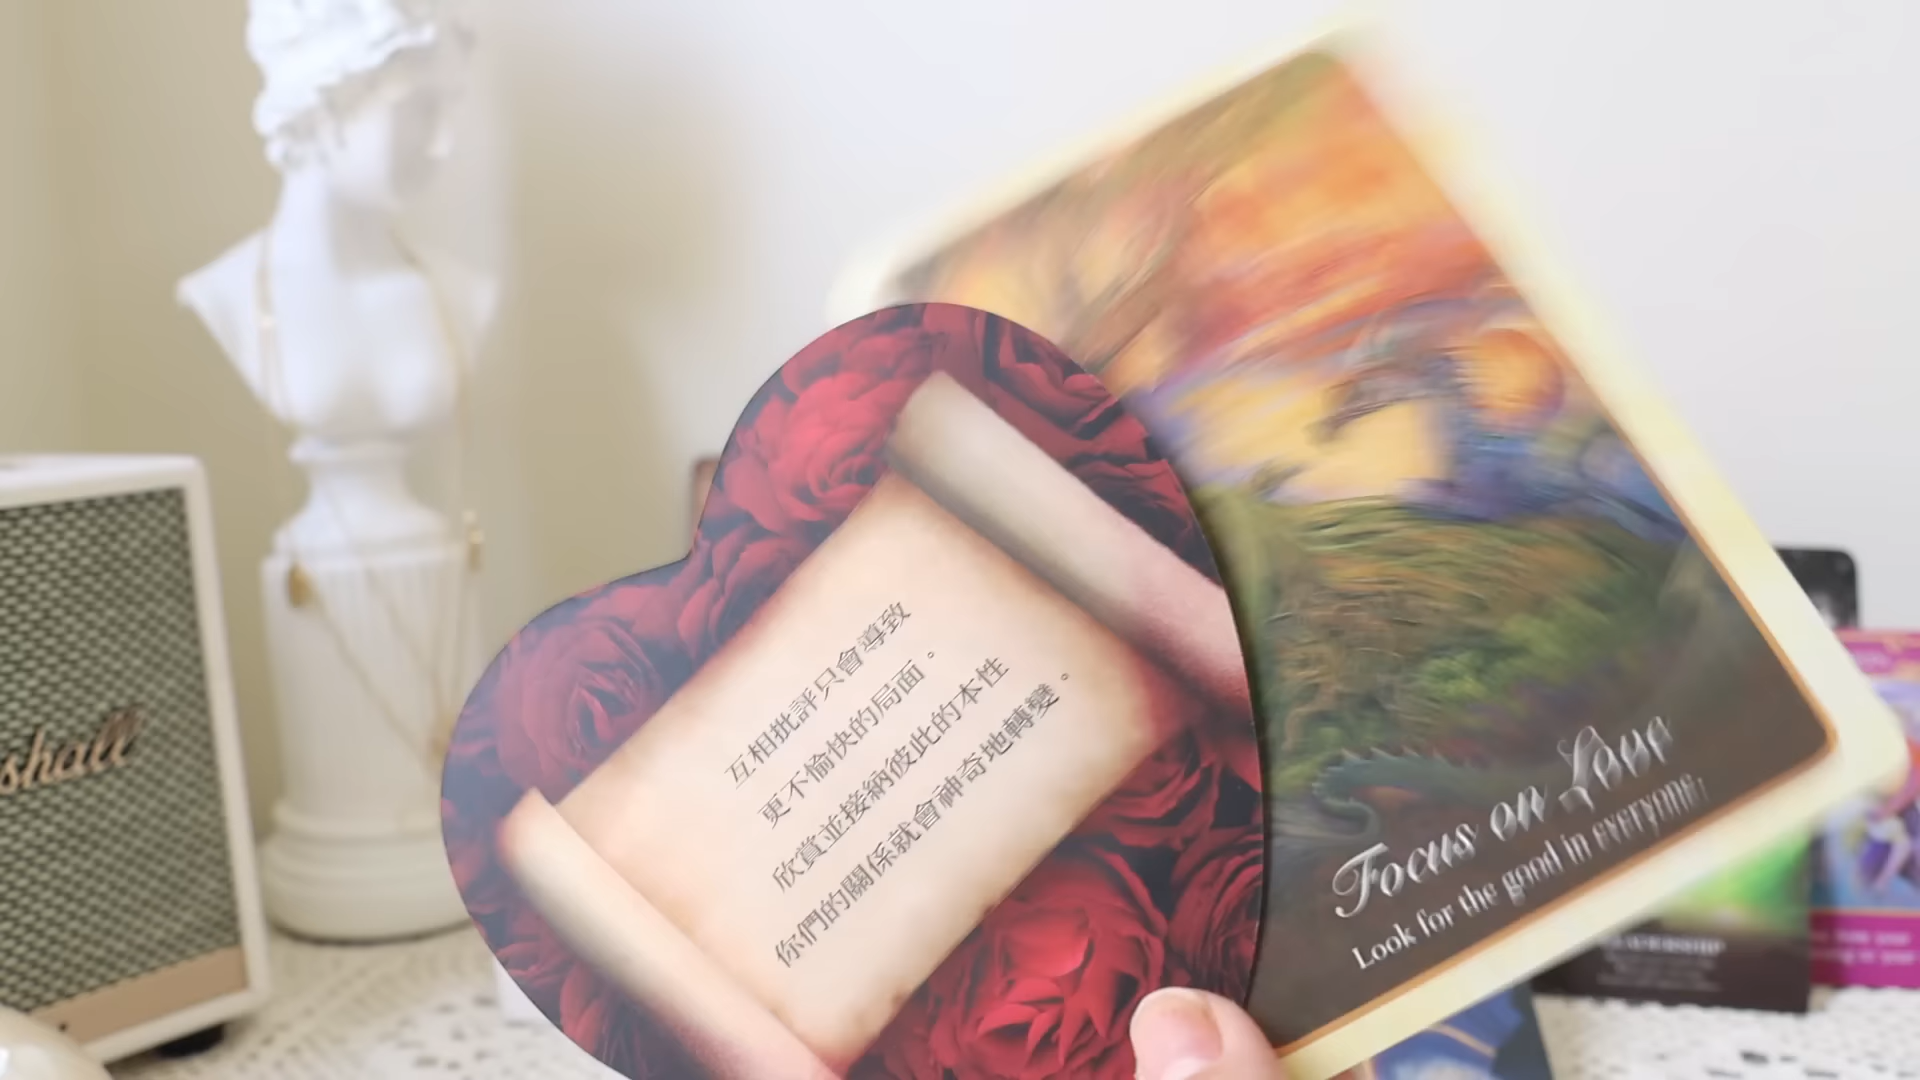 互相批評只會導致
更不愉快的局面。
欣賞並接納彼此的本性
你們的關係就會神奇地轉變。
Focus on Love
Look for the good in everyone.
shall